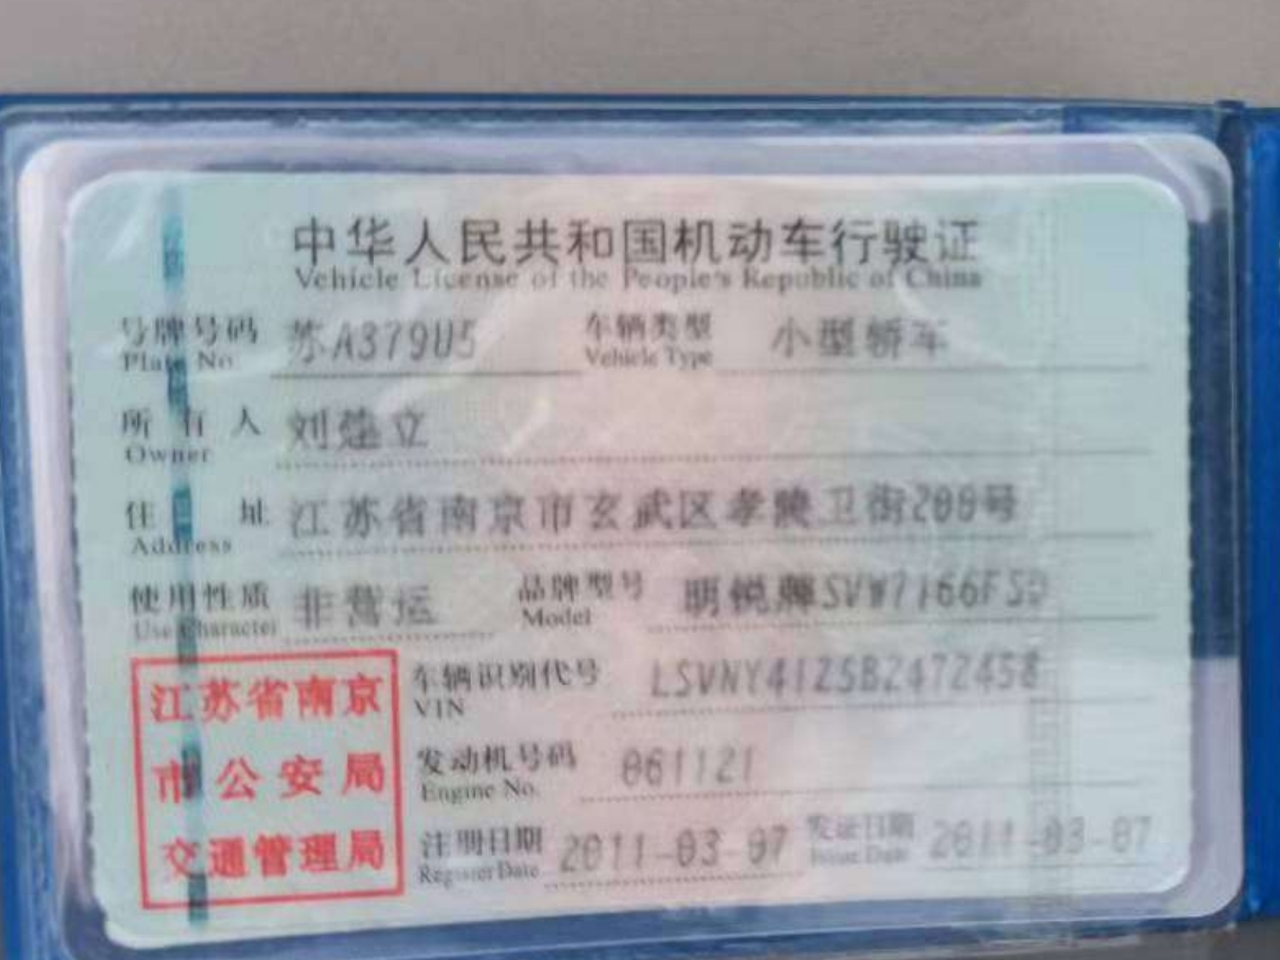 中华人民共和国机动车行驶证
Vehicle License of the People's Republic of China
号牌号码 苏A379U5 车辆类型 小型轿车
Plate No. Vehicle Type
所有人 刘莛立
Owner
住址 江苏省南京市玄武区孝陵卫街200号
Address
使用性质 非营运 品牌型号 明锐牌SVW7166FSD
Use Character Model
江苏省南京
市公安局
交通管理局
车辆识别代号 LSVNY41Z5B2472458
VIN
发动机号码 061121
Engine No.
注册日期 2011-03-07 发证日期 2011-03-07
Register Date Issue Date